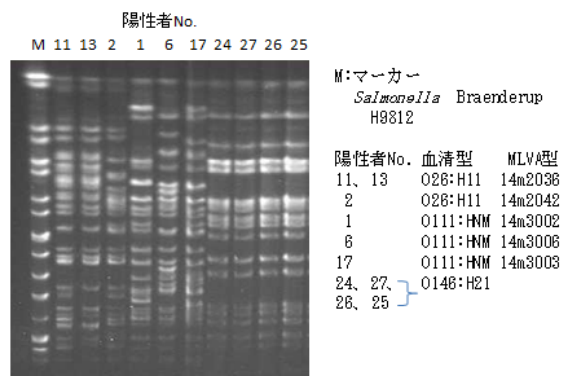 陽性者No.
M 11 13 2 1 6 17 24 27 26 25
M:マーカー
Salmonella Braenderup
H9812
陽性者No. 血清型 MLVA型
11、13 O26:H11 14m2036
2 O26:H11 14m2042
1 O111:HNM 14m3002
6 O111:HNM 14m3006
17 O111:HNM 14m3003
24、27、 O146:H21
26、25